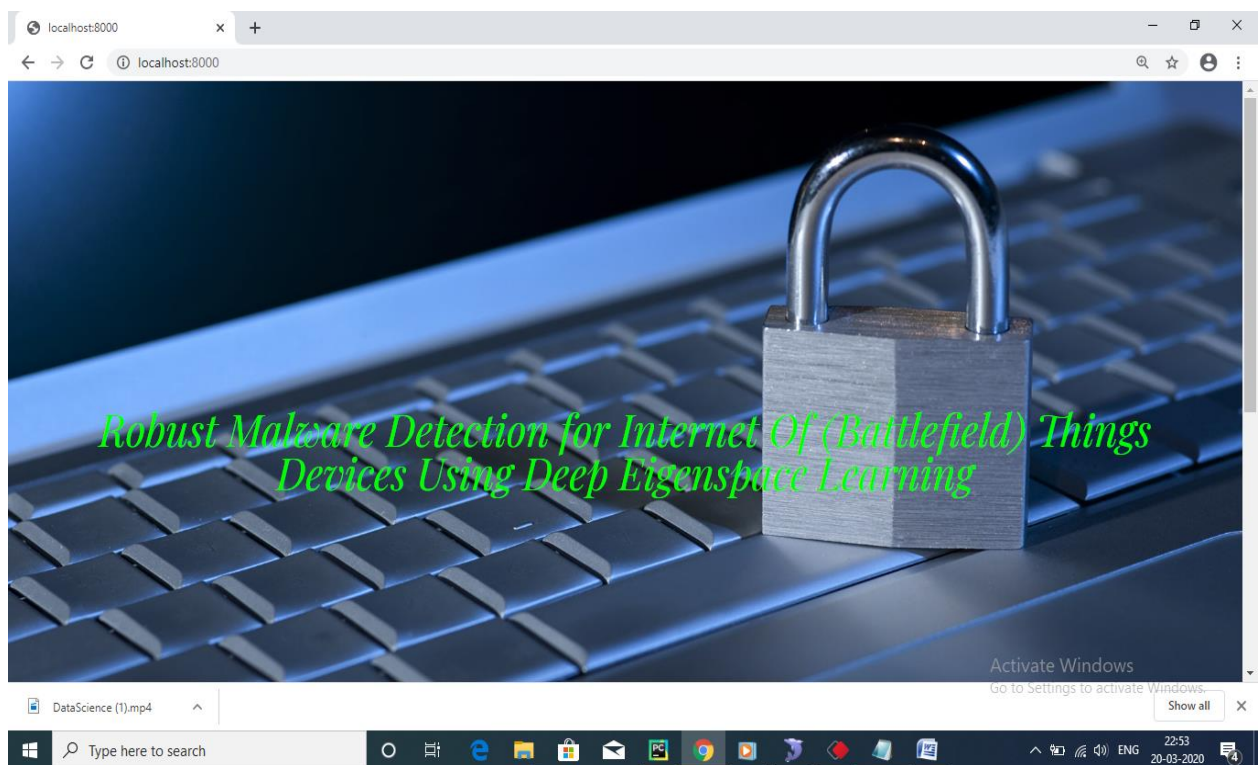 localhost:8000
localhost:8000
Robust Malware Detection for Internet Of (Battlefield) Things
Devices Using Deep Eigenspace Learning
Activate Windows
Go to Settings to activate Windows.
DataScience (1).mp4
Show all
Type here to search
PC
ENG
22:53
20-03-2020
4